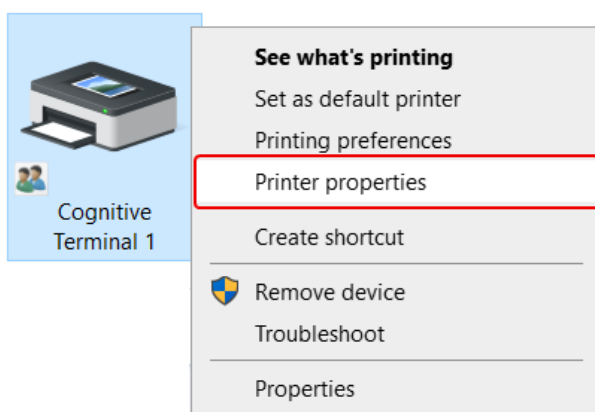 See what's printing
Set as default printer
Printing preferences
Printer properties
Create shortcut
Remove device
Troubleshoot
Properties
Cognitive
Terminal 1